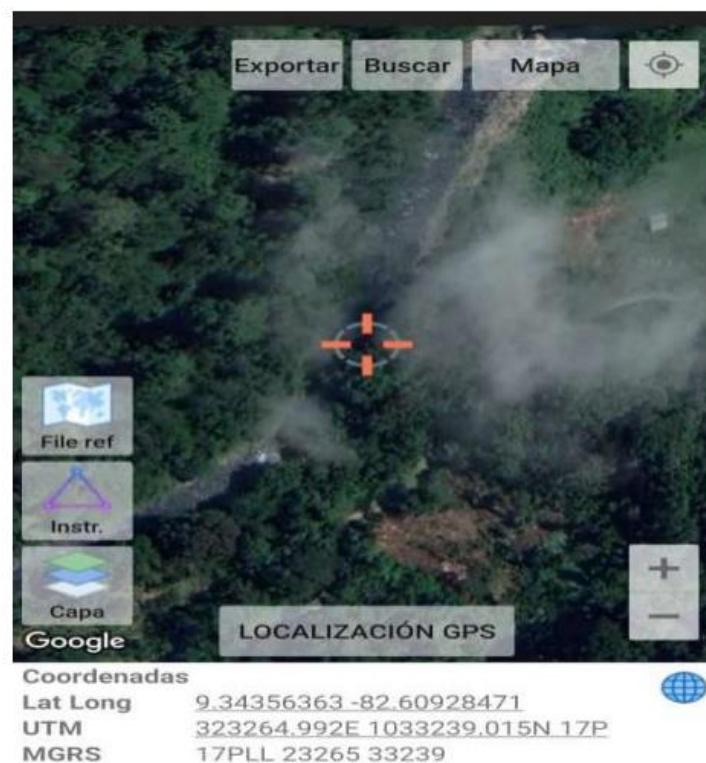 Exportar Buscar Mapa
File ref
Instr.
Capa
Google
LOCALIZACIÓN GPS
Coordenadas
Lat Long 9.34356363 -82.60928471
UTM 323264.992E 1033239.015N 17P
MGRS 17PLL 23265 33239